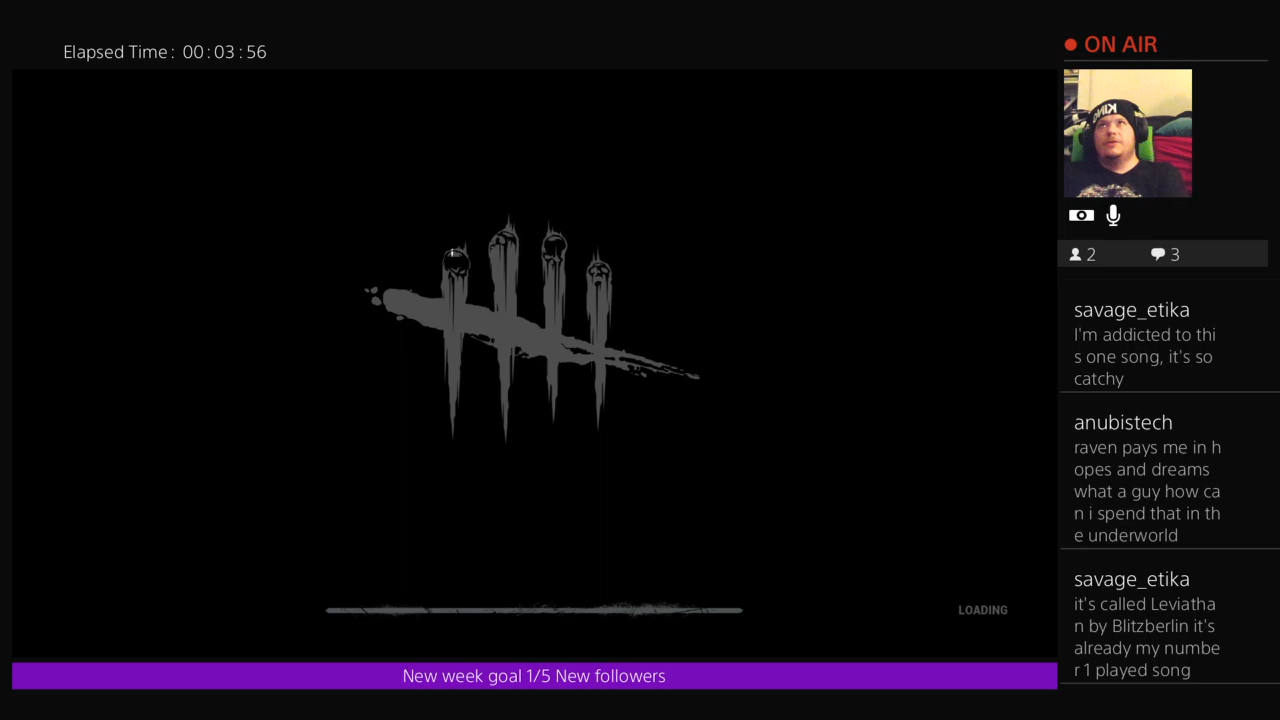 Elapsed Time: 00:03:56
ON AIR
KING
2
3
savage_etika
I'm addicted to thi
s one song, it's so
catchy
anubistech
raven pays me in h
opes and dreams
what a guy how ca
n i spend that in th
e underworld
savage_etika
it's called Leviatha
n by Blitzberlin it's
already my numbe
r 1 played song
LOADING
New week goal 1/5 New followers